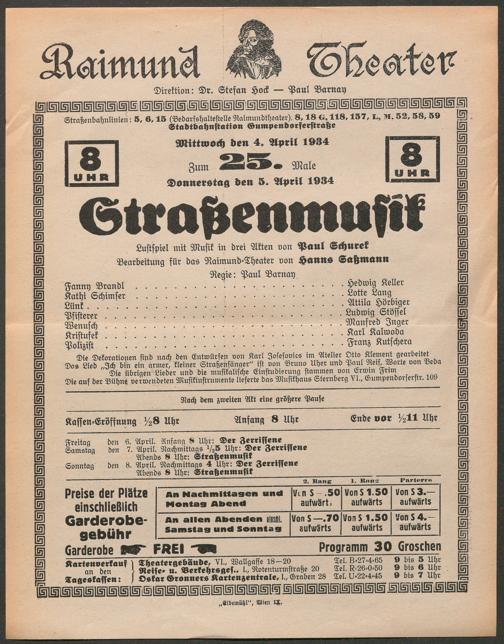 Raimund Theater
Direktion: Dr. Stefan Hock — Paul Barnay
Straßenbahnlinien: 5, 6, 15 (Bedarfshaltestelle Raimundtheater). 8, 18 G, 118, 157, L, M, 52, 58, 59
Stadtbahnstation Gumpendorferstraße
8 UHR
Mittwoch den 4. April 1934
Zum 25. Male
Donnerstag den 5. April 1934
8 UHR
Straßenmusik
Lustspiel mit Musik in drei Akten von Paul Schurek
Bearbeitung für das Raimund-Theater von Hanns Saßmann
Regie: Paul Barnay
Fanny Brandl . . . . . Hedwig Keller
Kathi Schimser . . . . . Lotte Lang
Lünk . . . . . Attila Hörbiger
Pfisterer . . . . . Ludwig Stössel
Wenusch . . . . . Manfred Inger
Kristufek . . . . . Karl Kalwoda
Polizist . . . . . Franz Kutschera
Die Dekorationen sind nach den Entwürfen von Karl Josefovics im Atelier Otto Klement gearbeitet
Das Lied „Ich bin ein armer, kleiner Straßensänger" ist von Bruno Uher und Paul Reif. Worte von Beda
Die übrigen Lieder und die musikalische Einstudierung stammen von Erwin Frim
Die auf der Bühne verwendeten Musikinstrumente lieferte das Musikhaus Sternberg VI., Gumpendorferstr. 109
Nach dem zweiten Akt eine größere Pause
Kassen-Eröffnung ½8 Uhr Anfang 8 Uhr Ende vor ½11 Uhr
Freitag den 6. April. Anfang 8 Uhr: Der Zerrissene
Samstag den 7. April. Nachmittags ½5 Uhr: Der Zerrissene
Abends 8 Uhr: Straßenmusik
Sonntag den 8. April. Nachmittags 4 Uhr: Der Zerrissene
Abends 8 Uhr: Straßenmusik
Preise der Plätze
einschließlich
Garderobe-
gebühr
2. Rang 1. Rang Parterre
An Nachmittagen und Montag Abend Von S —.50 aufwärts Von S 1.50 aufwärts Von S 3.— aufwärts
An allen Abenden einschl. Samstag und Sonntag Von S —.70 aufwärts Von S 1.50 aufwärts Von S 4.— aufwärts
Garderobe FREI Programm 30 Groschen
Kartenverkauf an den Tageskassen:
Theatergebäude, VI., Wallgasse 18—20 Tel. B-27-4-65 9 bis 5 Uhr
Reise- u. Verkehrsges., I., Rotenturmstraße 20 Tel. R-26-0-50 9 bis 6 Uhr
Oskar Gronners Kartenzentrale, I., Graben 28 Tel. U-22-4-45 9 bis 7 Uhr
„Elbemühl", Wien IX.